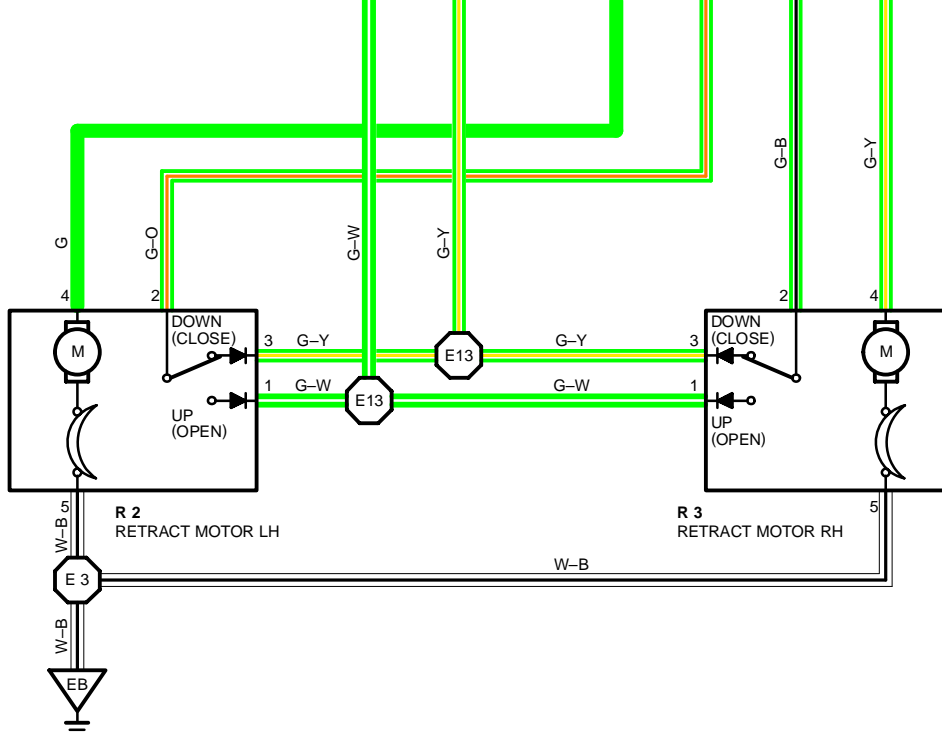 G
G–O
G–W
G–Y
G–B
G–Y
4
2
2
4
DOWN
(CLOSE)
M
3
G–Y
E13
G–Y
3
DOWN
(CLOSE)
M
1
G–W
E13
G–W
1
UP
(OPEN)
UP
(OPEN)
5
R 2
RETRACT MOTOR LH
R 3
RETRACT MOTOR RH
5
W–B
E 3
W–B
W–B
EB